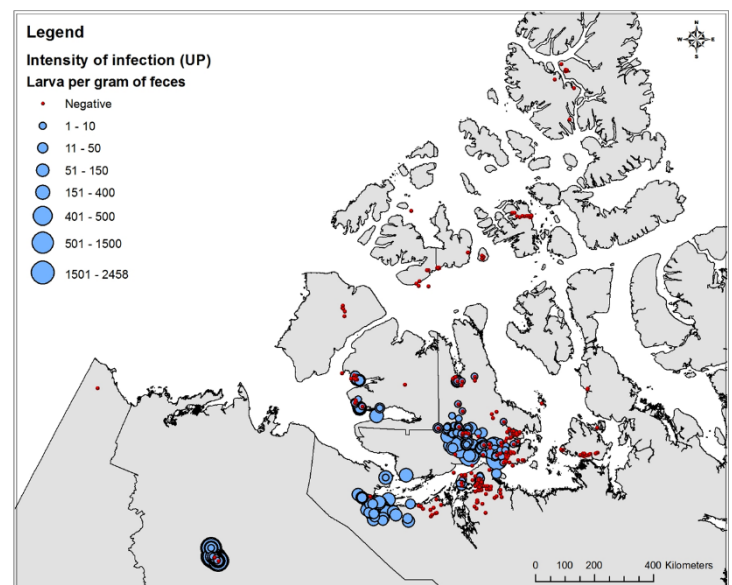 Legend
Intensity of infection (UP)
Larva per gram of feces
Negative
1 - 10
11 - 50
51 - 150
151 - 400
401 - 500
501 - 1500
1501 - 2458
N
W E
S
0 100 200 400 Kilometers